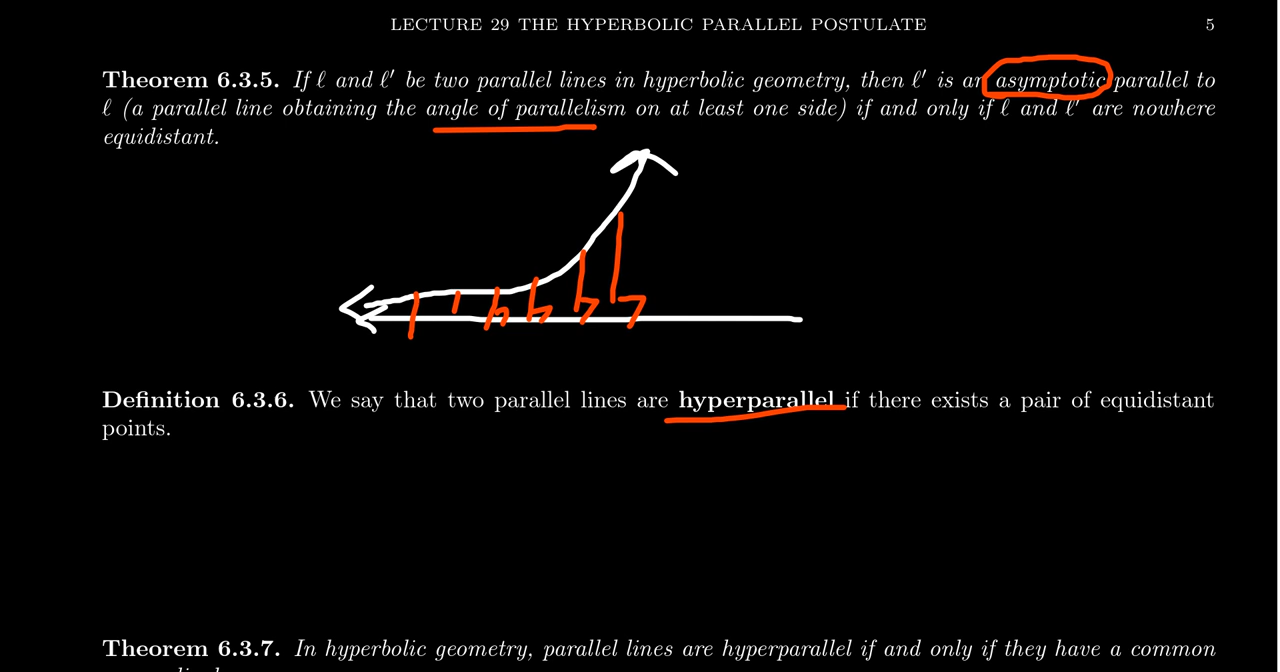 LECTURE 29 THE HYPERBOLIC PARALLEL POSTULATE 5
Theorem 6.3.5. If ℓ and ℓ′ be two parallel lines in hyperbolic geometry, then ℓ′ is an asymptotic parallel to
ℓ (a parallel line obtaining the angle of parallelism on at least one side) if and only if ℓ and ℓ′ are nowhere
equidistant.
Definition 6.3.6. We say that two parallel lines are hyperparallel if there exists a pair of equidistant
points.
Theorem 6.3.7. In hyperbolic geometry, parallel lines are hyperparallel if and only if they have a common